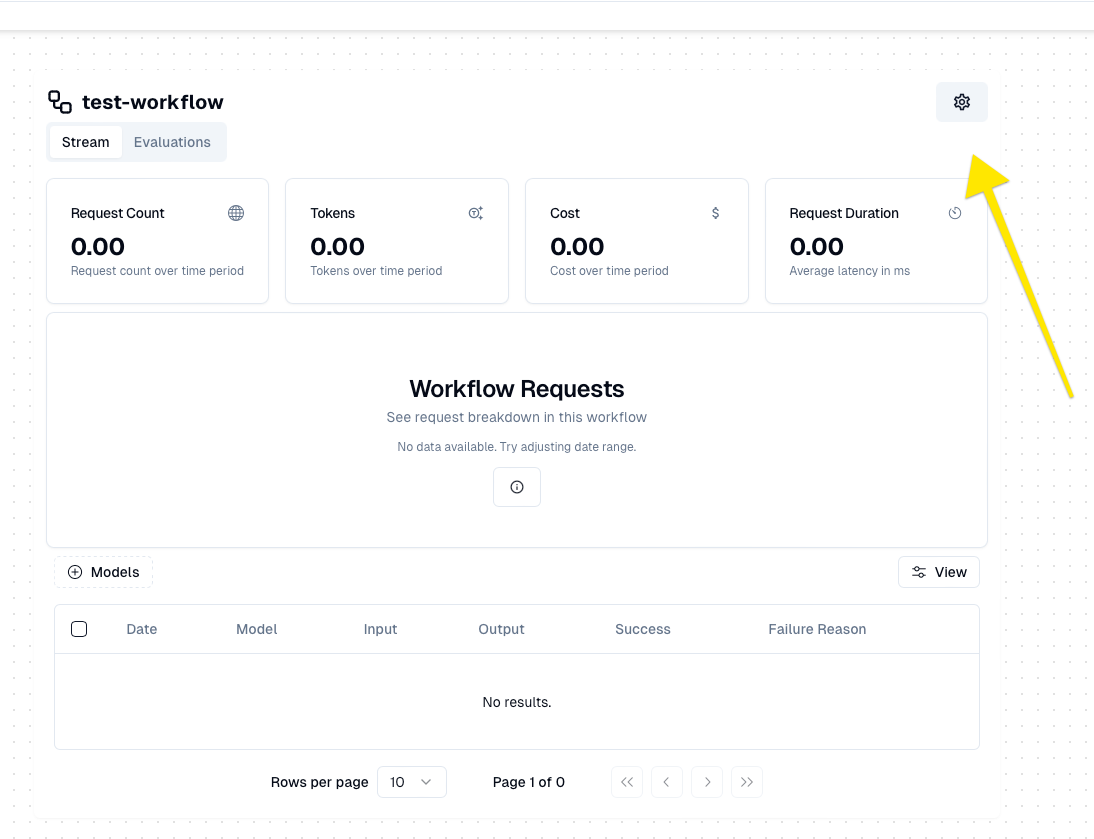 test-workflow
Stream Evaluations
Request Count
0.00
Request count over time period
Tokens
0.00
Tokens over time period
Cost
$
0.00
Cost over time period
Request Duration
0.00
Average latency in ms
Workflow Requests
See request breakdown in this workflow
No data available. Try adjusting date range.
Models
View
Date Model Input Output Success Failure Reason
No results.
Rows per page 10 Page 1 of 0